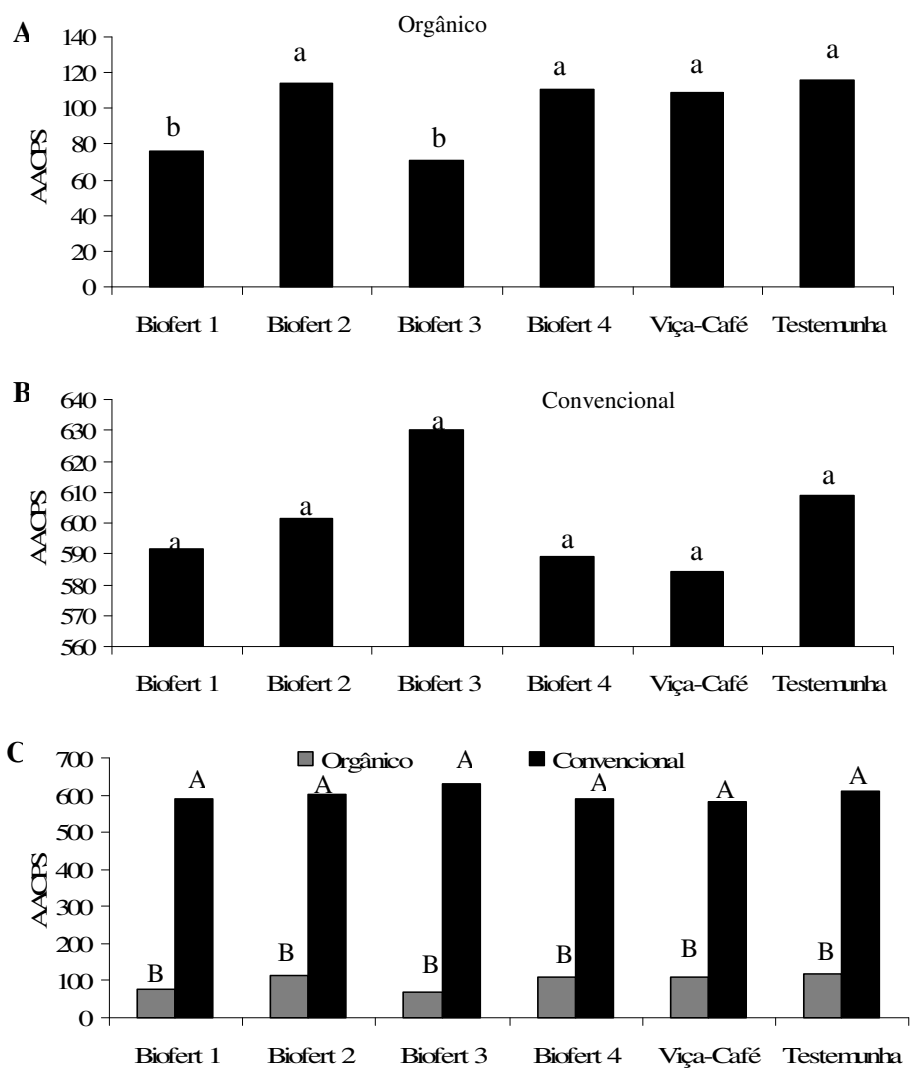 A
Orgânico
140
120
100
80
60
40
20
0
AACPS
b
a
b
a
a
a
Biofert 1 Biofert 2 Biofert 3 Biofert 4 Viça-Café Testemunha
B
Convencional
640
630
620
610
600
590
580
570
560
AACPS
a
a
a
a
a
a
Biofert 1 Biofert 2 Biofert 3 Biofert 4 Viça-Café Testemunha
C
Orgânico Convencional
700
600
500
400
300
200
100
0
AACPS
B A B A B A B A B A B A
Biofert 1 Biofert 2 Biofert 3 Biofert 4 Viça-Café Testemunha